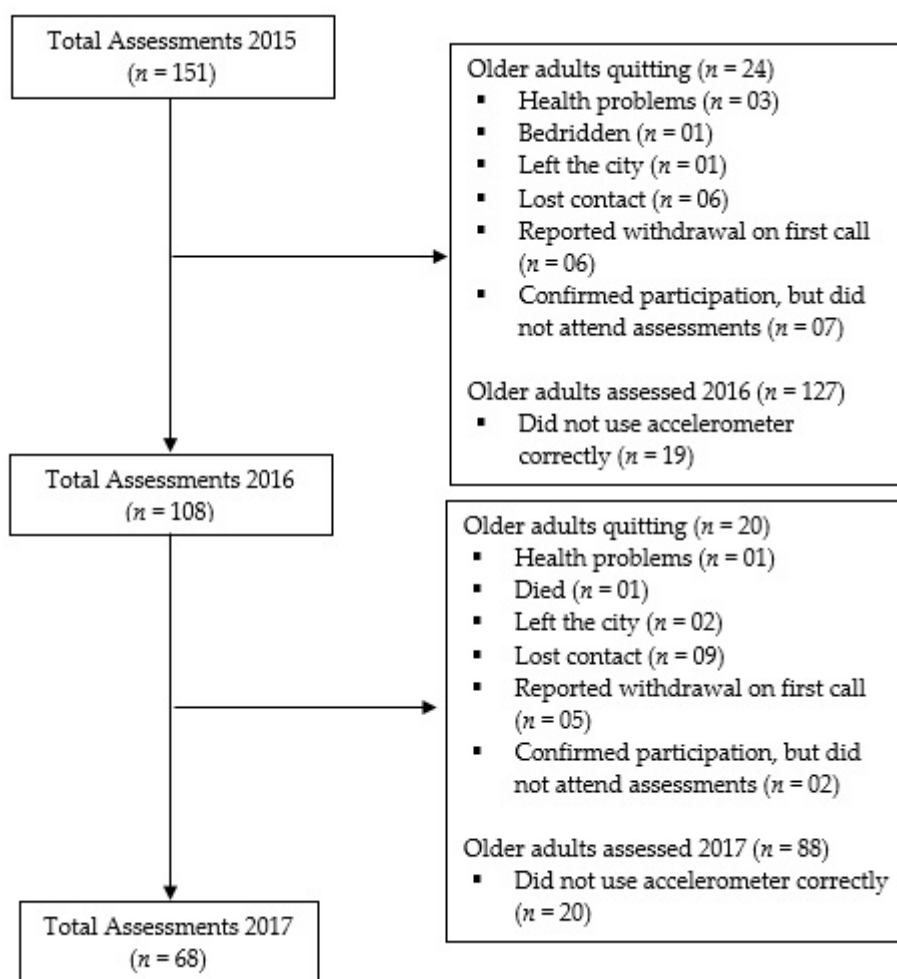 Total Assessments 2015
(n = 151)
Older adults quitting (n = 24)
▪ Health problems (n = 03)
▪ Bedridden (n = 01)
▪ Left the city (n = 01)
▪ Lost contact (n = 06)
▪ Reported withdrawal on first call
(n = 06)
▪ Confirmed participation, but did
not attend assessments (n = 07)
Older adults assessed 2016 (n = 127)
▪ Did not use accelerometer
correctly (n = 19)
Total Assessments 2016
(n = 108)
Older adults quitting (n = 20)
▪ Health problems (n = 01)
▪ Died (n = 01)
▪ Left the city (n = 02)
▪ Lost contact (n = 09)
▪ Reported withdrawal on first call
(n = 05)
▪ Confirmed participation, but did
not attend assessments (n = 02)
Older adults assessed 2017 (n = 88)
▪ Did not use accelerometer correctly
(n = 20)
Total Assessments 2017
(n = 68)